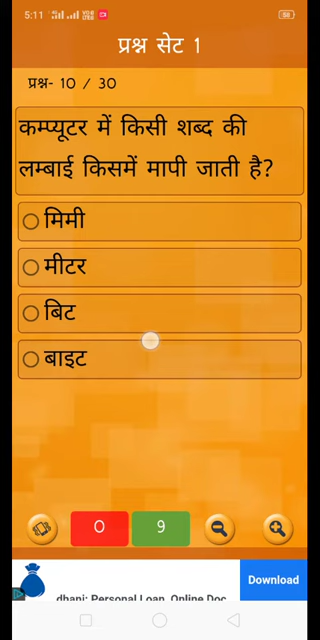 5:11
58
प्रश्न सेट 1
प्रश्न- 10 / 30
कम्प्यूटर में किसी शब्द की
लम्बाई किसमें मापी जाती है?
मिमी
मीटर
बिट
बाइट
0 9
Download
dhani: Personal Loan, Online Doc